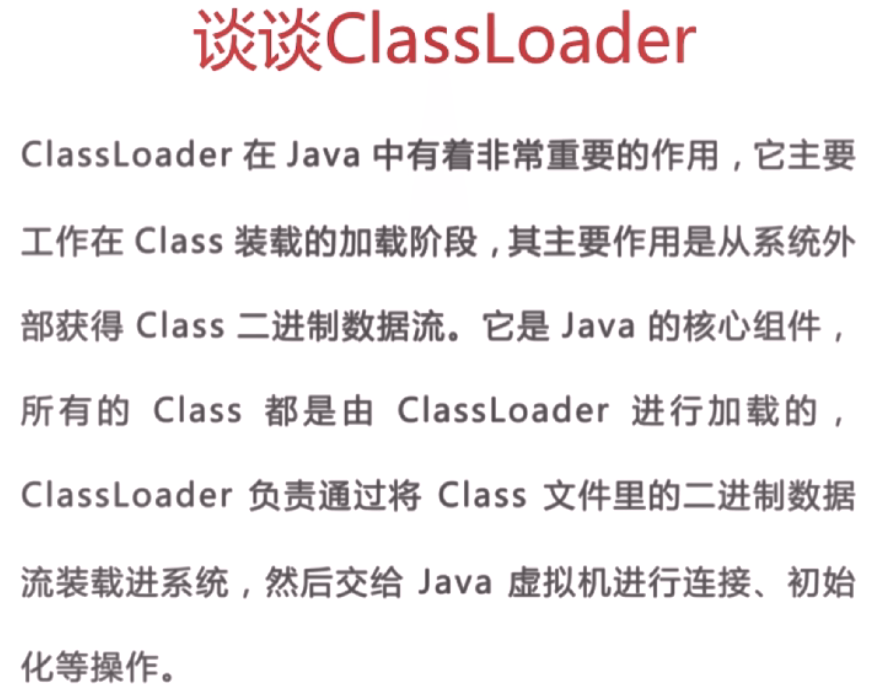 谈谈ClassLoader
ClassLoader 在 Java 中有着非常重要的作用，它主要
工作在 Class 装载的加载阶段，其主要作用是从系统外
部获得 Class 二进制数据流。它是 Java 的核心组件，
所有的 Class 都是由 ClassLoader 进行加载的，
ClassLoader 负责通过将 Class 文件里的二进制数据
流装载进系统，然后交给 Java 虚拟机进行连接、初始
化等操作。